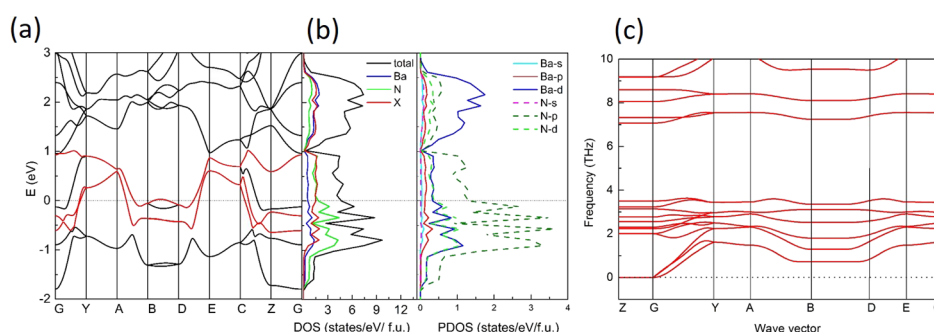 (a)
(b)
(c)
3
2
1
0
-1
-2
E (eV)
G Y A B D E C Z G
total
Ba
N
X
3 6 9 12
DOS (states/eV/ f.u.)
Ba-s
Ba-p
Ba-d
N-s
N-p
N-d
0 1 2 3 4
PDOS (states/eV/f.u.)
10
8
6
4
2
0
Frequency (THz)
Z G Y A B D E
Wave vector